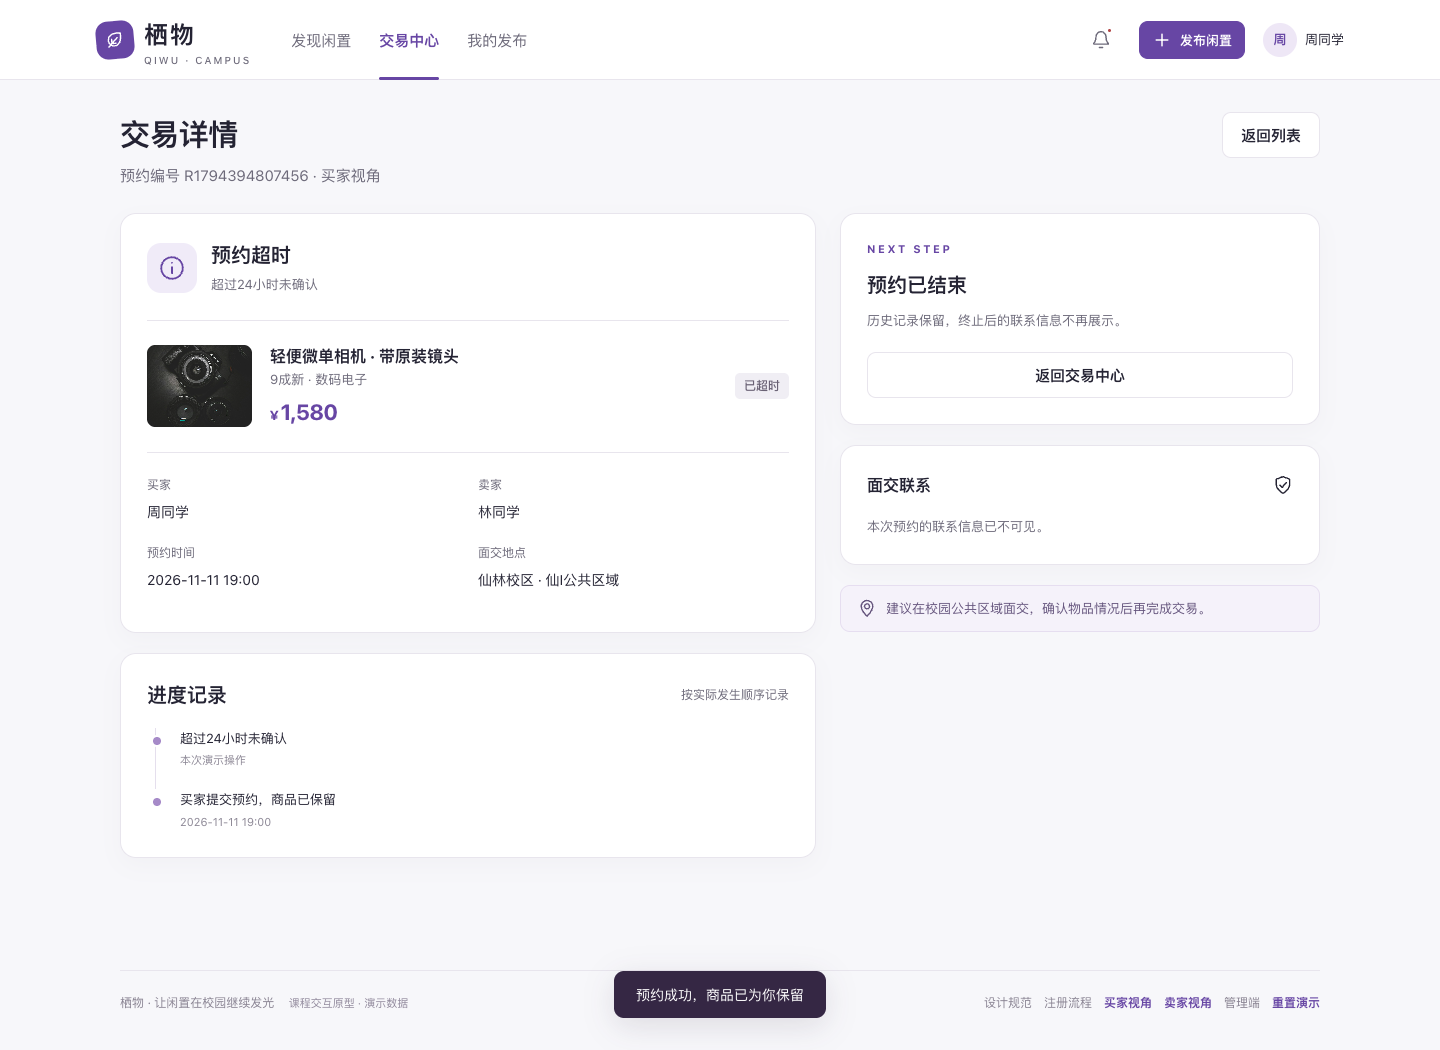 栖物
QIWU · CAMPUS
发现闲置
交易中心
我的发布
发布闲置
周
周同学
交易详情
返回列表
预约编号 R1794394807456 · 买家视角
预约超时
超过24小时未确认
轻便微单相机 · 带原装镜头
9成新 · 数码电子
¥1,580
已超时
买家
周同学
卖家
林同学
预约时间
2026-11-11 19:00
面交地点
仙林校区 · 仙I公共区域
进度记录
按实际发生顺序记录
超过24小时未确认
本次演示操作
买家提交预约，商品已保留
2026-11-11 19:00
NEXT STEP
预约已结束
历史记录保留，终止后的联系信息不再展示。
返回交易中心
面交联系
本次预约的联系信息已不可见。
建议在校园公共区域面交，确认物品情况后再完成交易。
栖物 · 让闲置在校园继续发光
课程交互原型 · 演示数据
预约成功，商品已为你保留
设计规范
注册流程
买家视角
卖家视角
管理端
重置演示